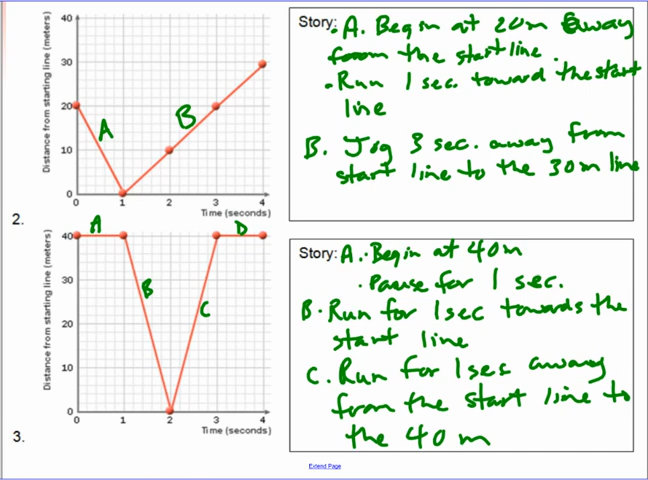 40
30
20
10
0
0 1 2 3 4
Time (seconds)
Distance from starting line (meters)
A
B
2.
Story: • A. Begin at 20m away
from the start line
• Run 1 sec. toward the start
line
B. Jog 3 sec. away from
start line to the 30m line
40
30
20
10
0
0 1 2 3 4
Time (seconds)
Distance from starting line (meters)
A
B
C
D
3.
Story: A. • Begin at 40m
• Pause for 1 sec.
B. Run for 1sec towards the
start line
C. Run for 1sec away
from the start line to
the 40m
Extend Page